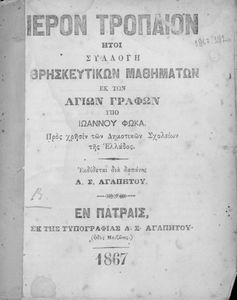 ΙΕΡΟΝ ΤΡΟΠΑΙΟΝ
ΗΤΟΙ
ΣΥΛΛΟΓΗ
ΘΡΗΣΚΕΥΤΙΚΩΝ ΜΑΘΗΜΑΤΩΝ
ΕΚ ΤΩΝ
ΑΓΙΩΝ ΓΡΑΦΩΝ
ΥΠΟ
ΙΩΑΝΝΟΥ ΦΩΚΑ.
Πρὸς χρῆσιν τῶν Δημοτικῶν Σχολείων
τῆς Ἑλλάδος.
Ἐκδίδεται διὰ δαπάνης
Α. Σ. ΑΓΑΠΗΤΟΥ.
ΕΝ ΠΑΤΡΑΙΣ,
ΕΚ ΤΗΣ ΤΥΠΟΓΡΑΦΙΑΣ Α. Σ. ΑΓΑΠΗΤΟΥ·
1867